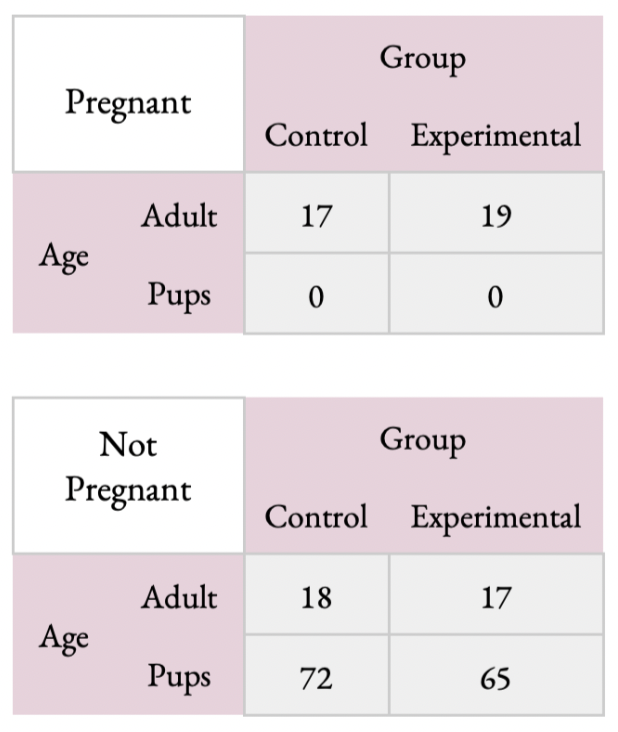 Group
Pregnant
Control Experimental
Adult 17 19
Age
Pups 0 0
Not
Pregnant
Group
Control Experimental
Adult 18 17
Age
Pups 72 65